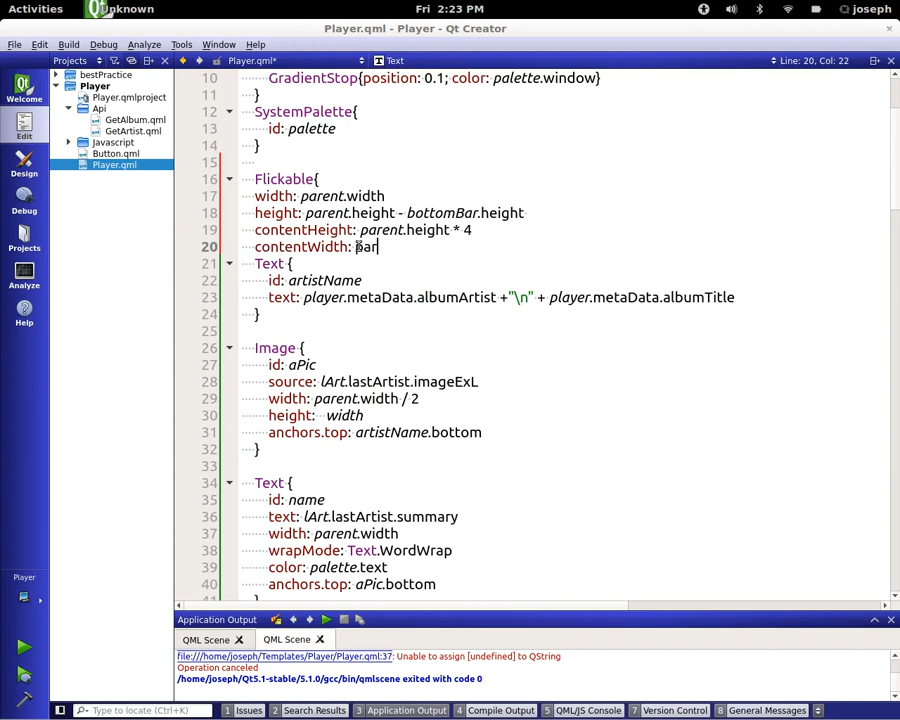 Activities Unknown Fri 2:23 PM joseph
Player.qml - Player - Qt Creator
File Edit Build Debug Analyze Tools Window Help
Projects Player.qml* Text Line: 20, Col: 22
bestPractice
Player
Player.qmlproject
Api
GetAlbum.qml
GetArtist.qml
Javascript
Button.qml
Player.qml
Welcome
Edit
Design
Debug
Projects
Analyze
Help
Player
10 GradientStop{position: 0.1; color: palette.window}
11 }
12 SystemPalette{
13 id: palette
14 }
15
16 Flickable{
17 width: parent.width
18 height: parent.height - bottomBar.height
19 contentHeight: parent.height * 4
20 contentWidth: par
21 Text {
22 id: artistName
23 text: player.metaData.albumArtist +"\n" + player.metaData.albumTitle
24 }
25
26 Image {
27 id: aPic
28 source: lArt.lastArtist.imageExL
29 width: parent.width / 2
30 height: width
31 anchors.top: artistName.bottom
32 }
33
34 Text {
35 id: name
36 text: lArt.lastArtist.summary
37 width: parent.width
38 wrapMode: Text.WordWrap
39 color: palette.text
40 anchors.top: aPic.bottom
Application Output
QML Scene QML Scene
file:///home/joseph/Templates/Player/Player.qml:37: Unable to assign [undefined] to QString
Operation canceled
/home/joseph/Qt5.1-stable/5.1.0/gcc/bin/qmlscene exited with code 0
Type to locate (Ctrl+K) 1 Issues 2 Search Results 3 Application Output 4 Compile Output 5 QML/JS Console 7 Version Control 8 General Messages